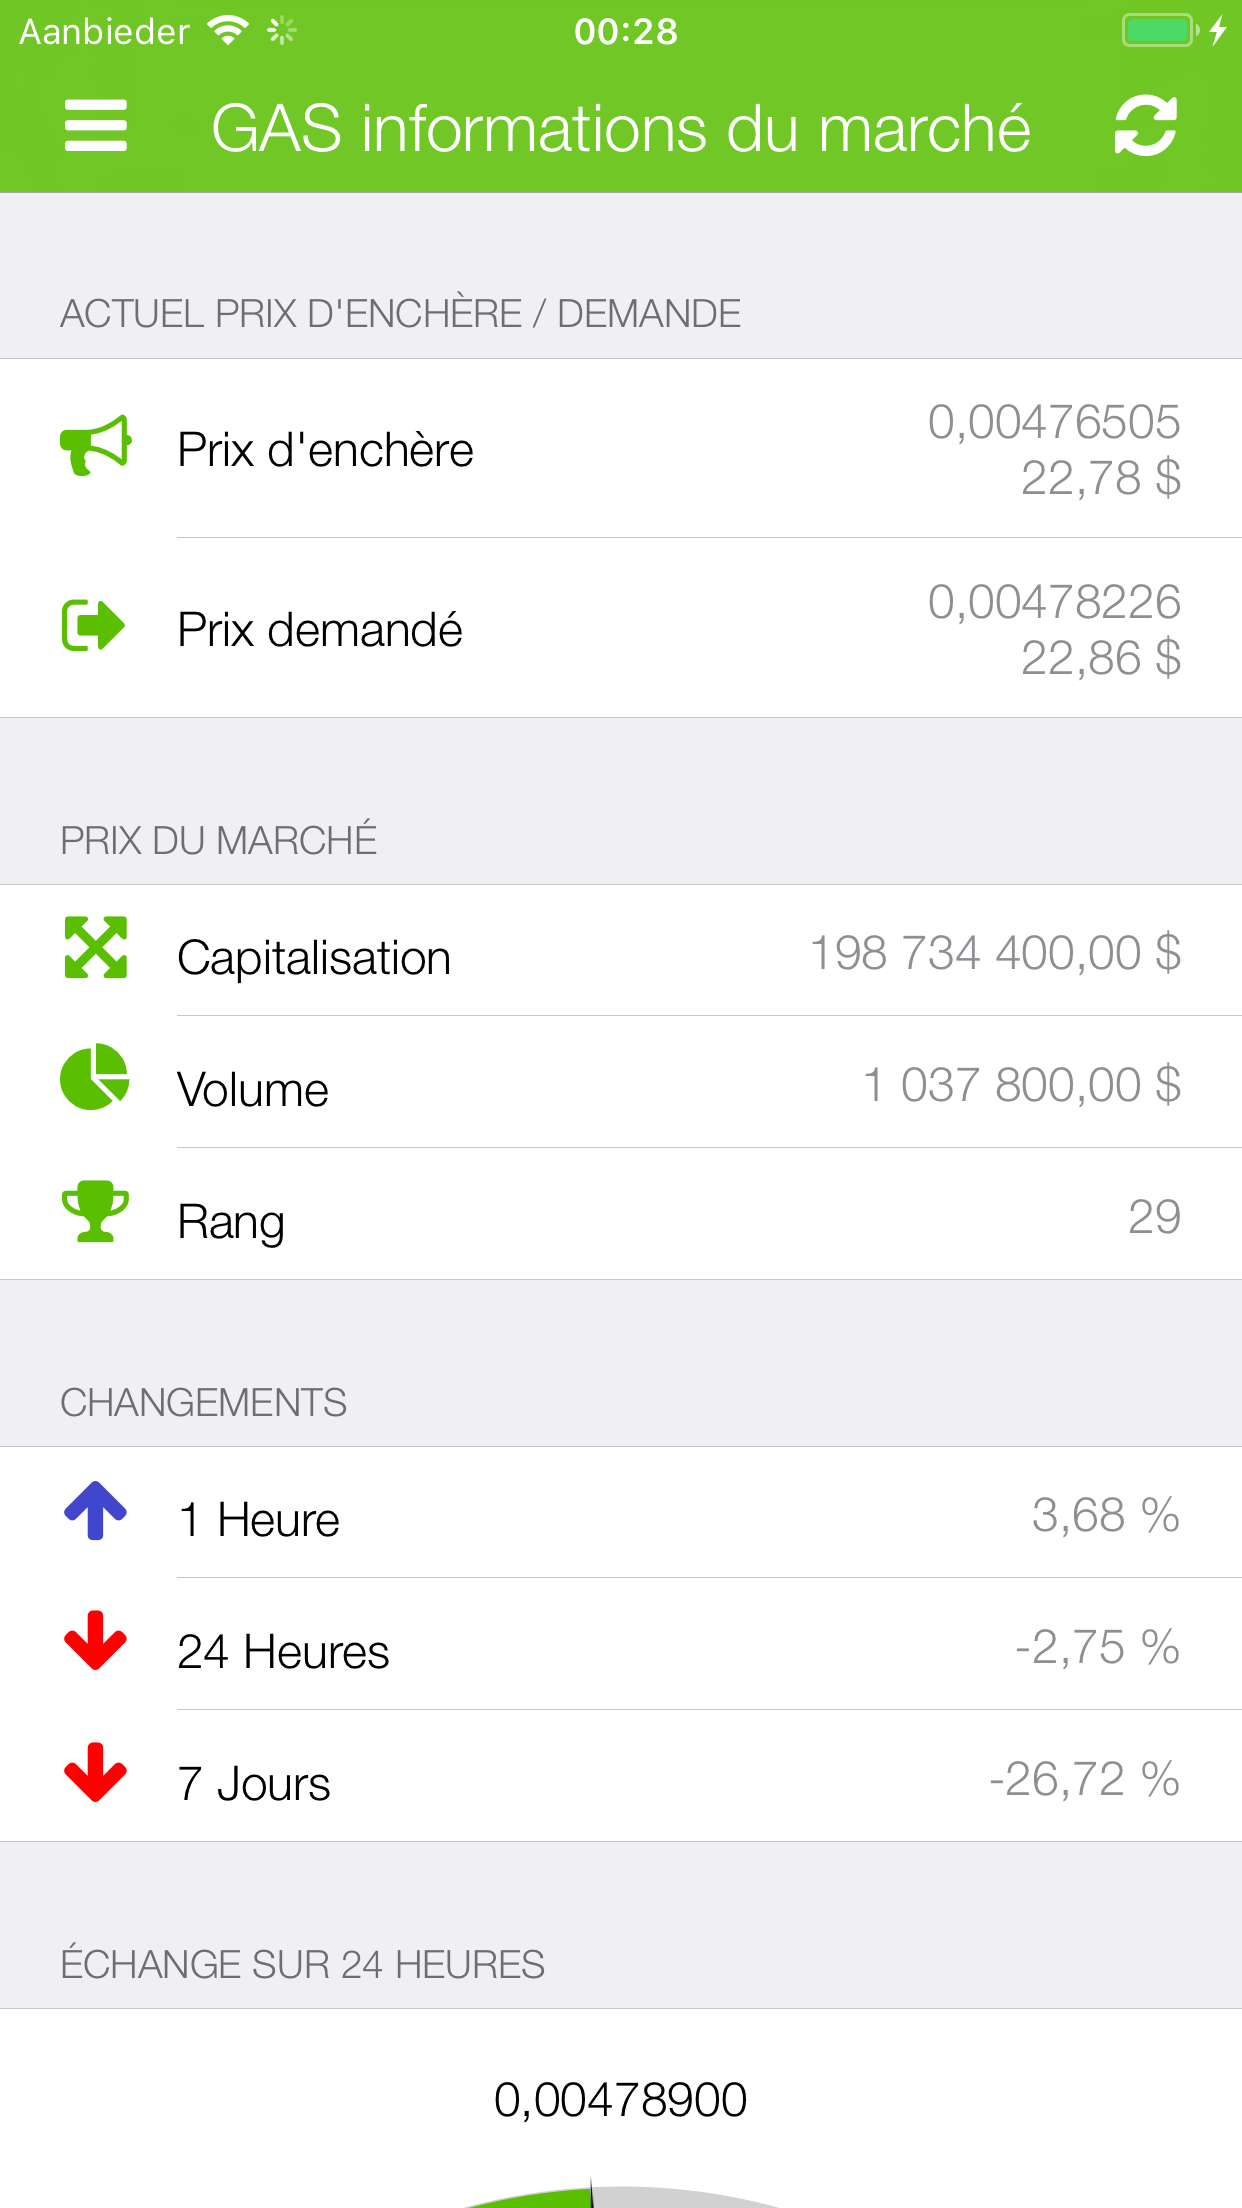 Aanbieder
00:28
GAS informations du marché
ACTUEL PRIX D'ENCHÈRE / DEMANDE
Prix d'enchère
0,00476505
22,78 $
Prix demandé
0,00478226
22,86 $
PRIX DU MARCHÉ
Capitalisation 198 734 400,00 $
Volume 1 037 800,00 $
Rang 29
CHANGEMENTS
1 Heure 3,68 %
24 Heures -2,75 %
7 Jours -26,72 %
ÉCHANGE SUR 24 HEURES
0,00478900